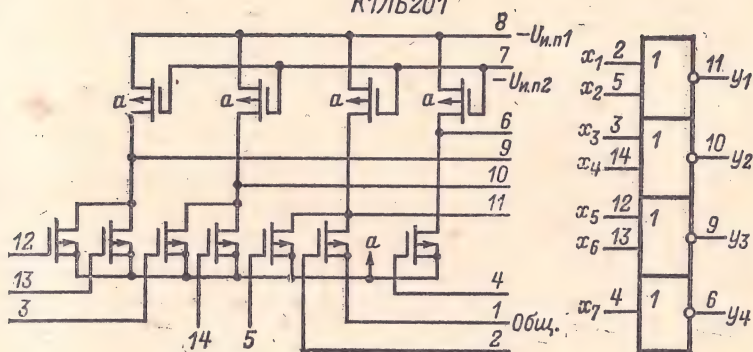 К1ЛБ201
8 -Uи.п1
7
-Uи.п2
a a a a
6
9
10
11
12
13
3
14 5
a
4
1 Общ.
2
x1 2 1 11 y1
x2 5
x3 3 1 10 y2
x4 14
x5 12 1 9 y3
x6 13
x7 4 1 6 y4